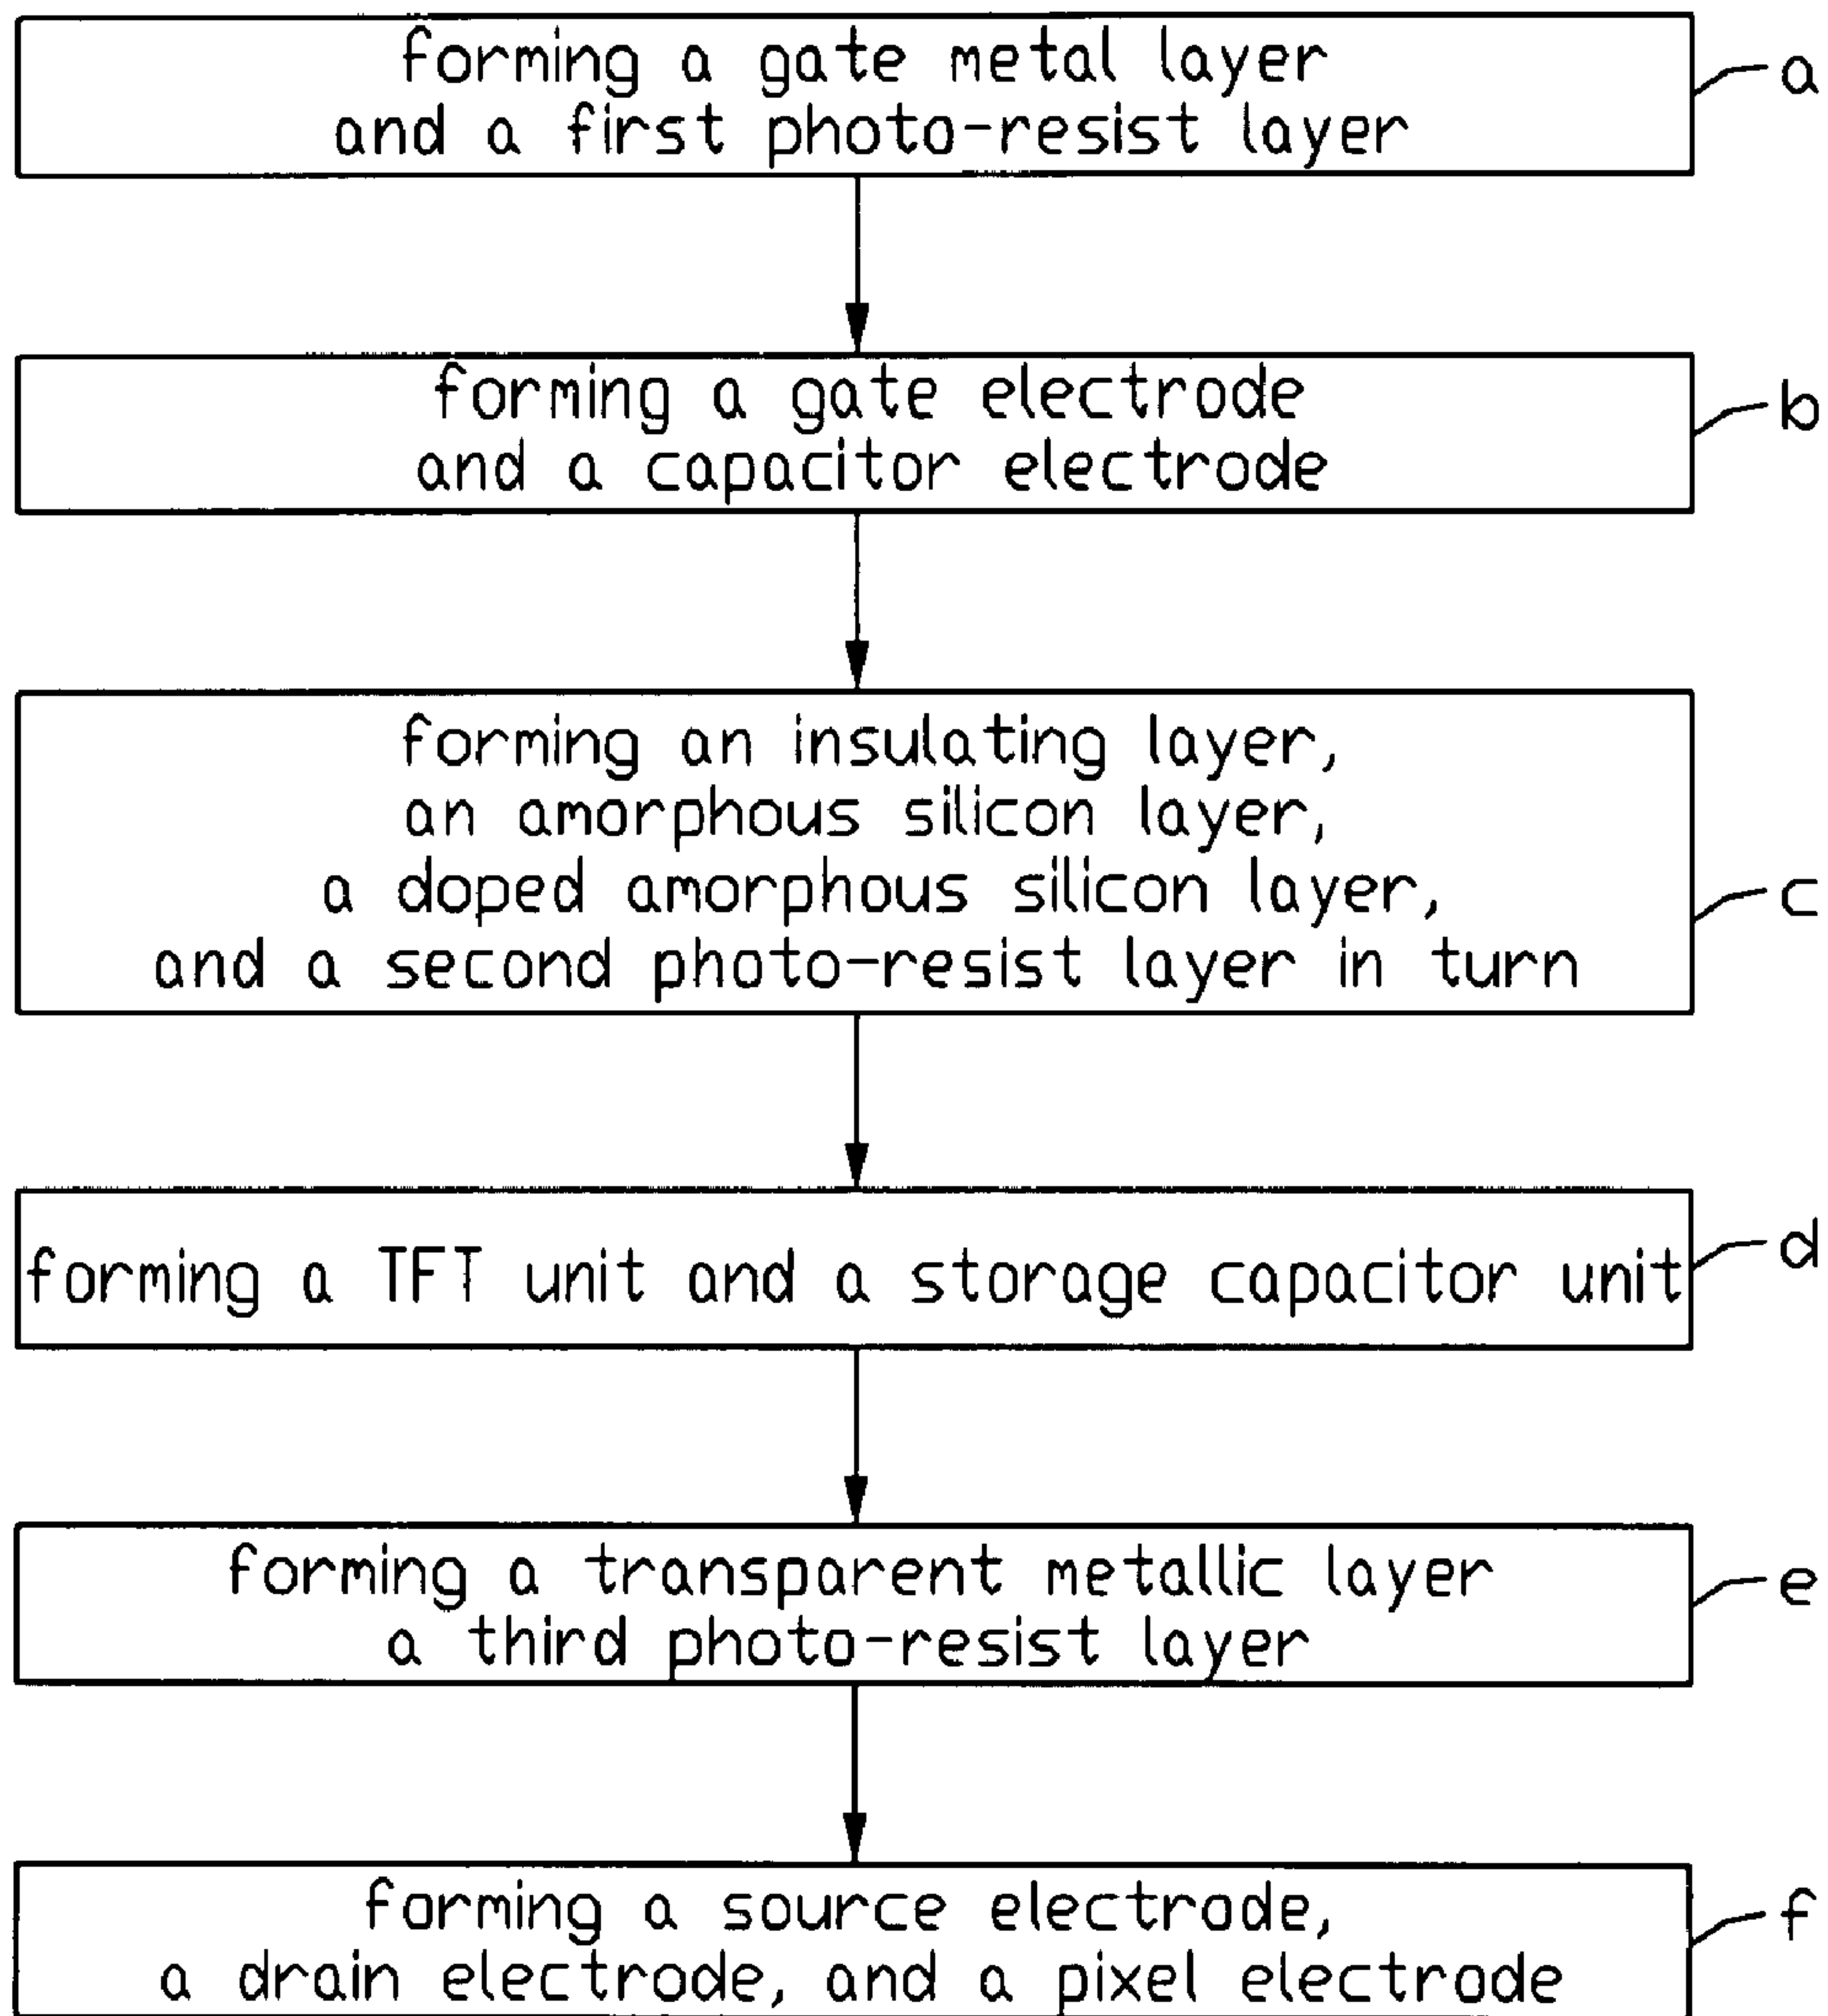 forming a gate metal layer
and a first photo-resist layer
a
forming a gate electrode
and a capacitor electrode
b
forming an insulating layer,
an amorphous silicon layer,
a doped amorphous silicon layer,
and a second photo-resist layer in turn
c
forming a TFT unit and a storage capacitor unit
d
forming a transparent metallic layer
a third photo-resist layer
e
forming a source electrode,
a drain electrode, and a pixel electrode
f